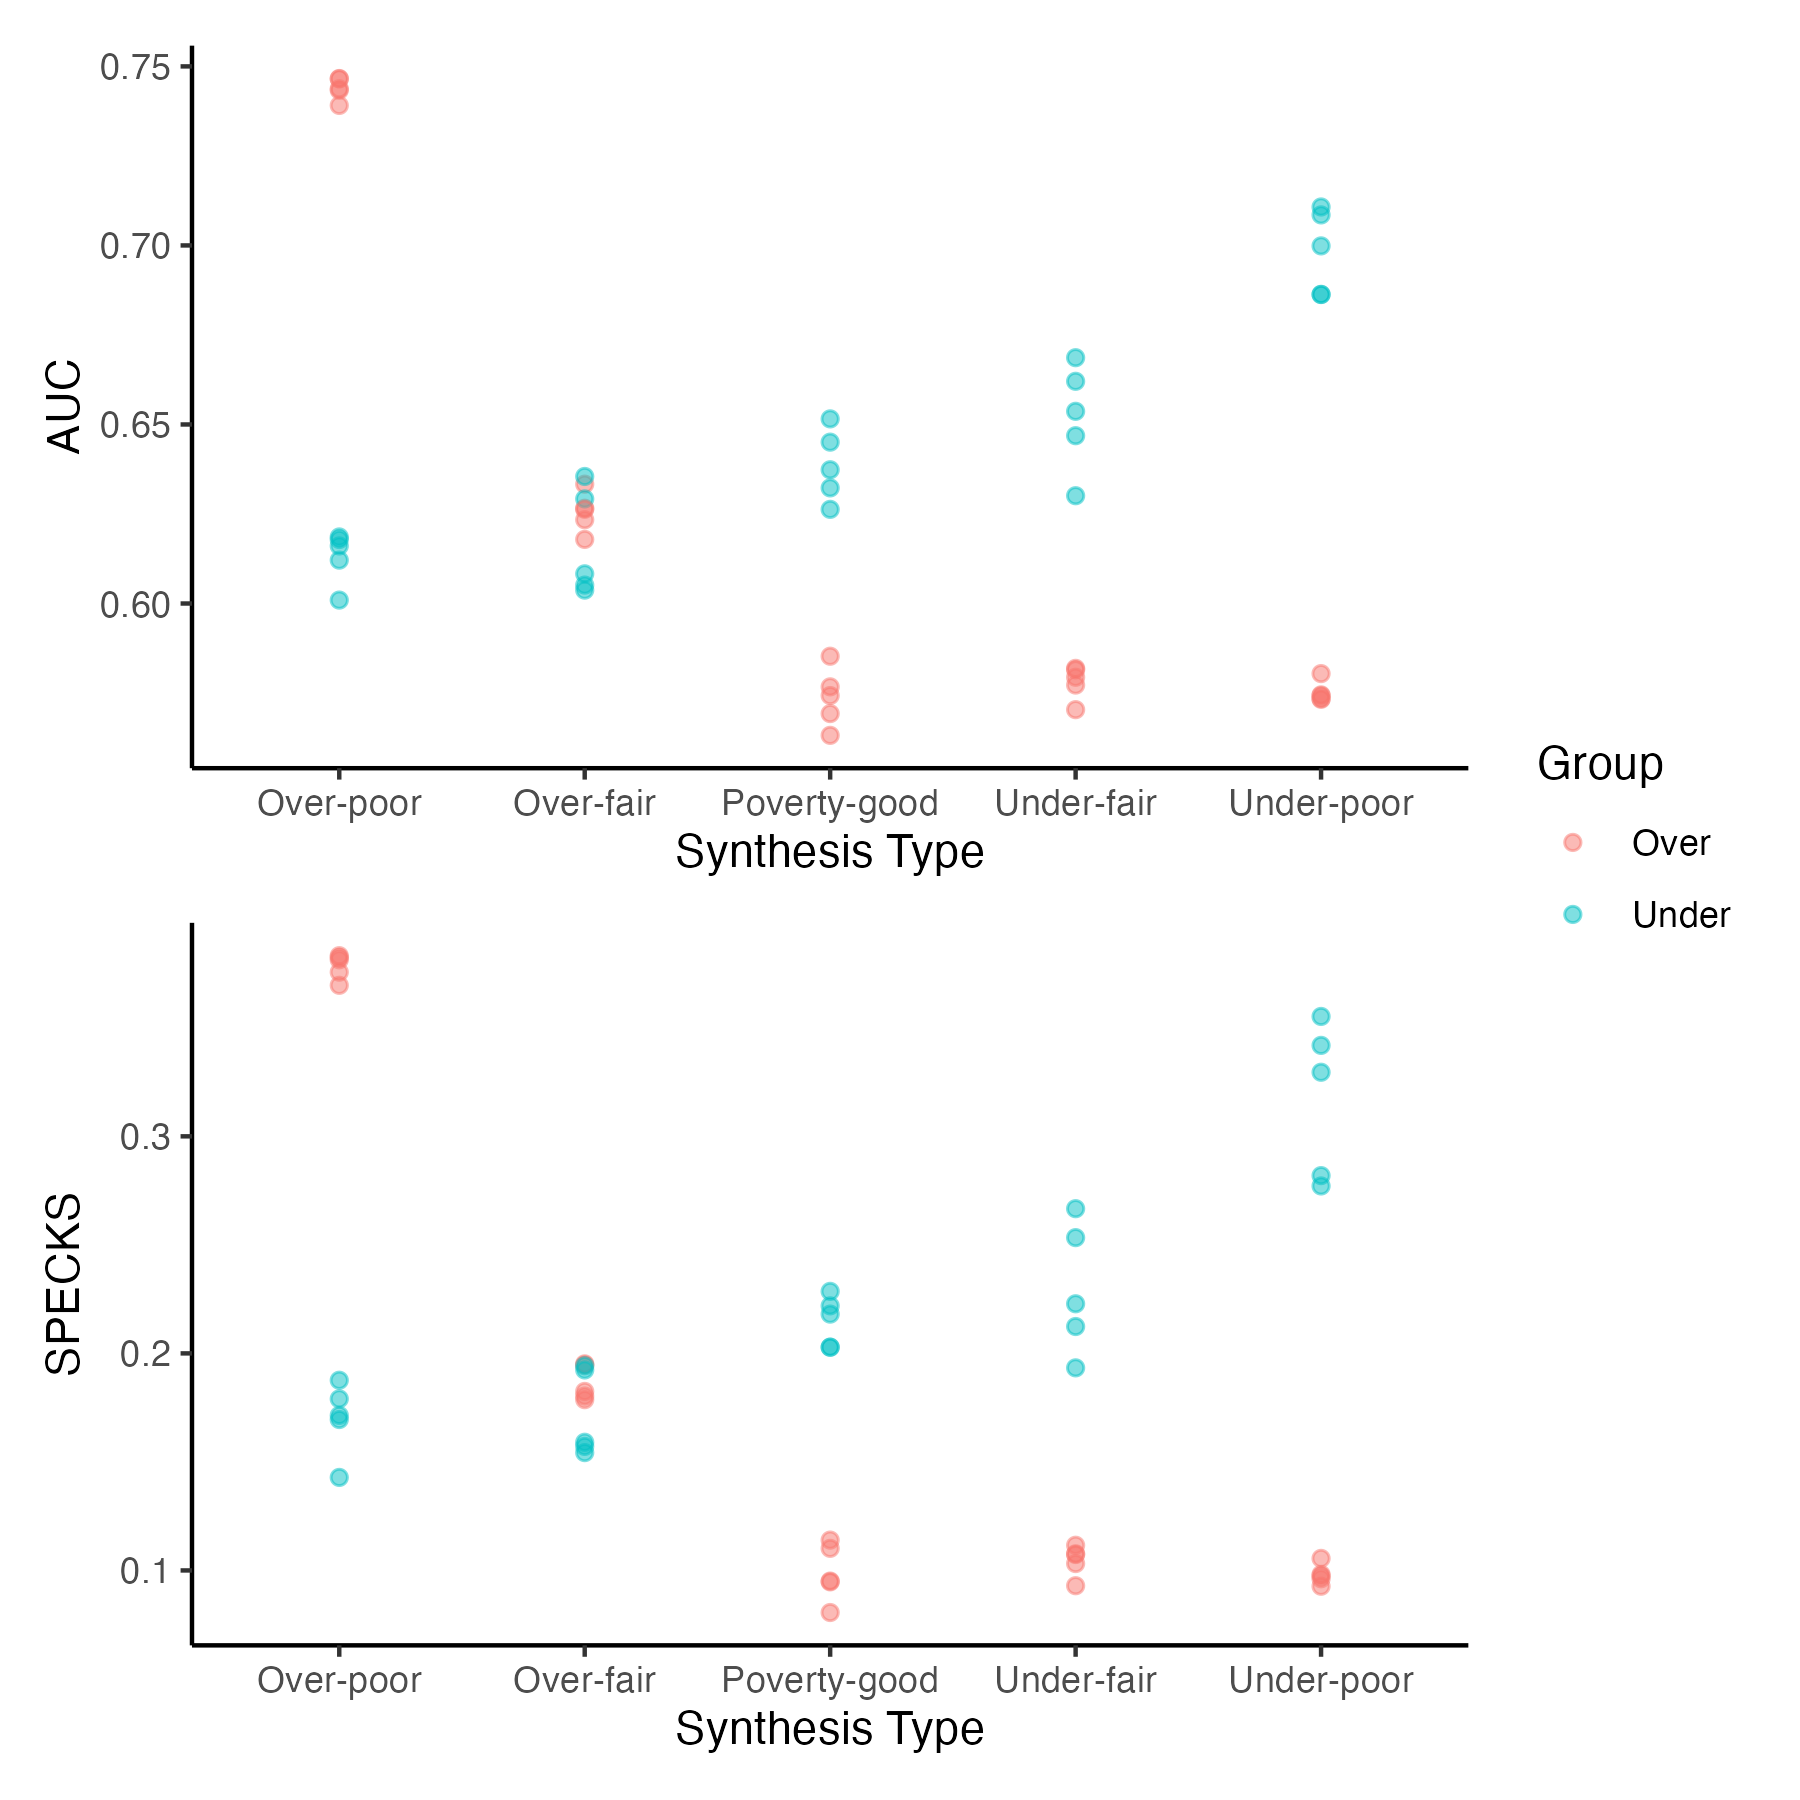 0.75
0.70
0.65
0.60
AUC
Over-poor Over-fair Poverty-good Under-fair Under-poor
Synthesis Type
Group
Over
Under
0.3
0.2
0.1
SPECKS
Over-poor Over-fair Poverty-good Under-fair Under-poor
Synthesis Type